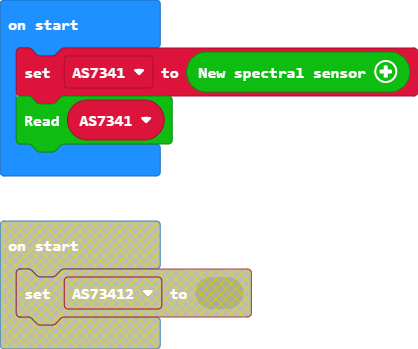 on start
set AS7341 to New spectral sensor
Read AS7341
on start
set AS73412 to